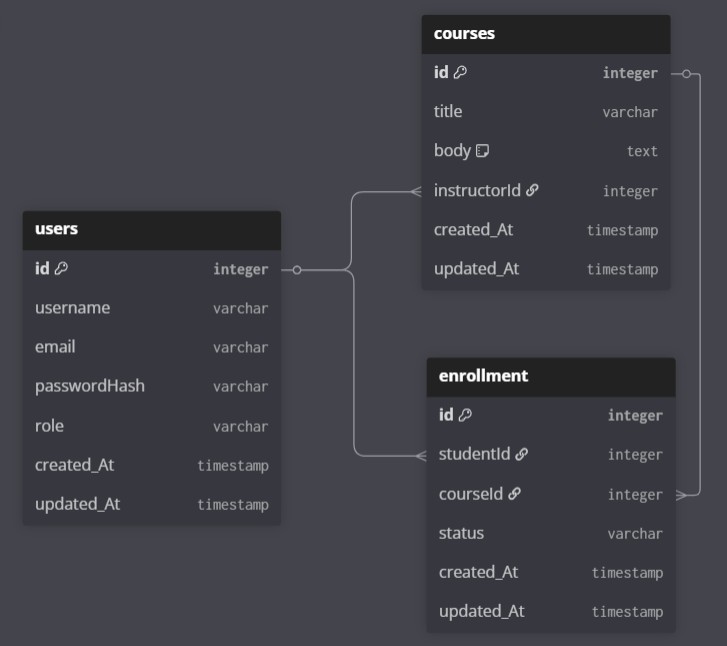 courses
id integer
title varchar
body text
instructorId integer
created_At timestamp
updated_At timestamp
users
id integer
username varchar
email varchar
passwordHash varchar
role varchar
created_At timestamp
updated_At timestamp
enrollment
id integer
studentId integer
courseId integer
status varchar
created_At timestamp
updated_At timestamp